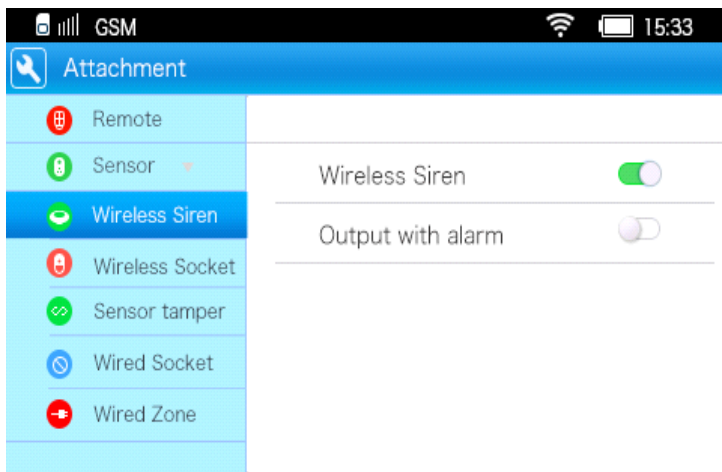 GSM 15:33
Attachment
Remote
Sensor
Wireless Siren
Wireless Socket
Sensor tamper
Wired Socket
Wired Zone
Wireless Siren
Output with alarm